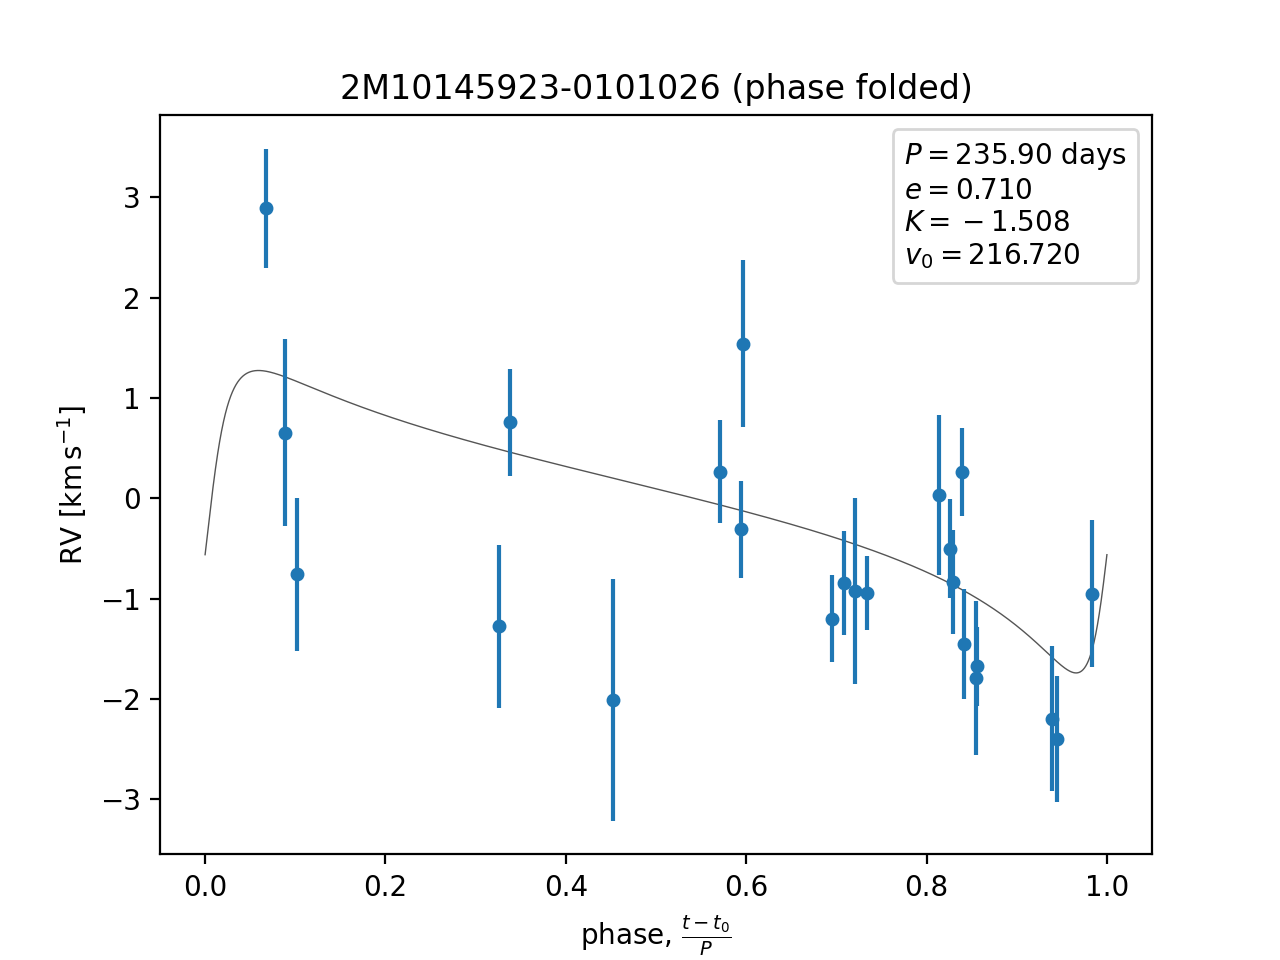 2M10145923-0101026 (phase folded)
P = 235.90 days
e = 0.710
K = −1.508
v₀ = 216.720
3
2
1
0
−1
−2
−3
RV [km s⁻¹]
0.0 0.2 0.4 0.6 0.8 1.0
phase, (t − t₀)/P